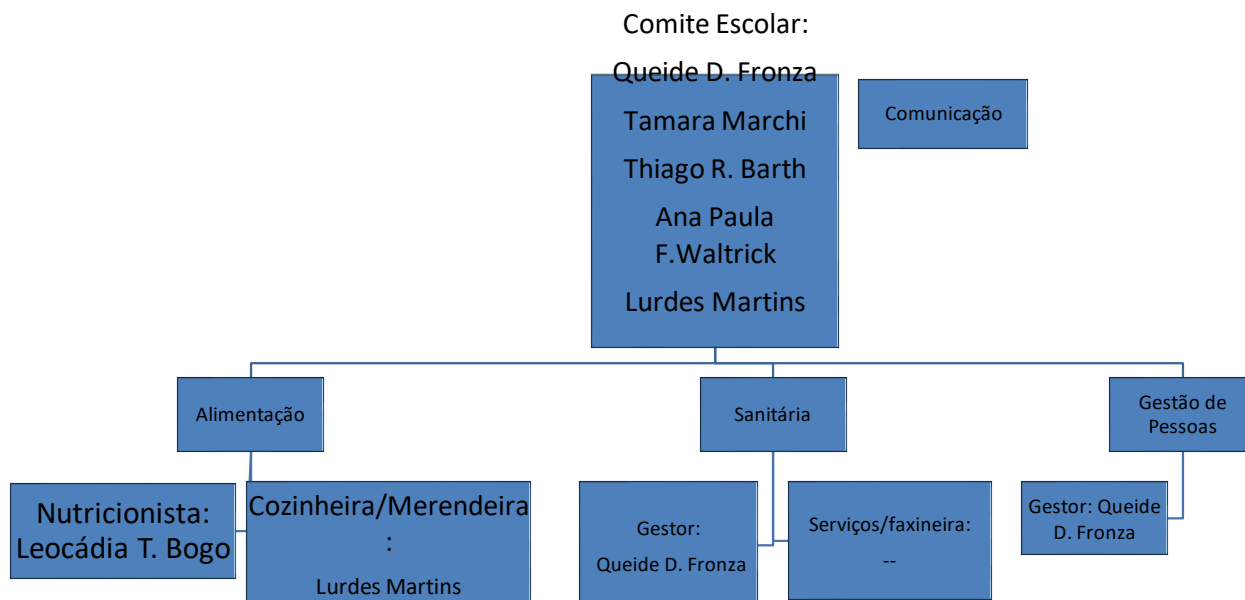 Comite Escolar:
Queide D. Fronza
Tamara Marchi
Thiago R. Barth
Ana Paula
F.Waltrick
Lurdes Martins
Comunicação
Alimentação
Sanitária
Gestão de
Pessoas
Nutricionista:
Leocádia T. Bogo
Cozinheira/Merendeira
:
Lurdes Martins
Gestor:
Queide D. Fronza
Serviços/faxineira:
--
Gestor: Queide
D. Fronza